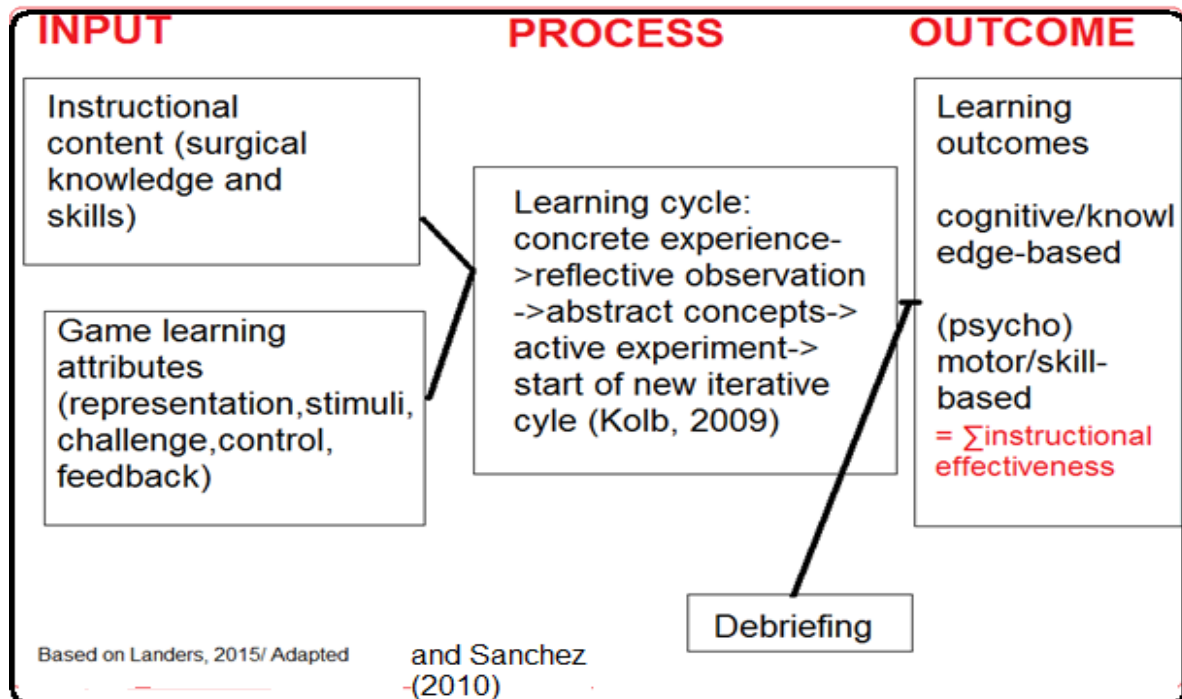 INPUT
PROCESS
OUTCOME
Instructional
content (surgical
knowledge and
skills)
Game learning
attributes
(representation,stimuli,
challenge,control,
feedback)
Learning cycle:
concrete experience-
>reflective observation
->abstract concepts->
active experiment->
start of new iterative
cyle (Kolb, 2009)
Learning
outcomes
cognitive/knowl
edge-based
(psycho)
motor/skill-
based
= ∑instructional
effectiveness
Debriefing
Based on Landers, 2015/ Adapted
and Sanchez
(2010)